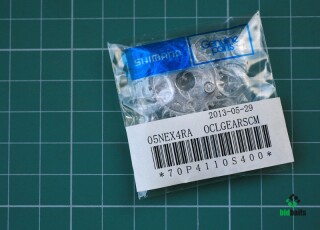 SHIMANO
2013-05-29
05NEX4RA OCLGEARSCM
*70P4110S400*